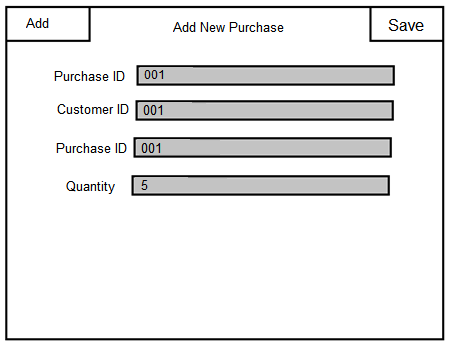 Add
Add New Purchase
Save
Purchase ID 001
Customer ID 001
Purchase ID 001
Quantity 5